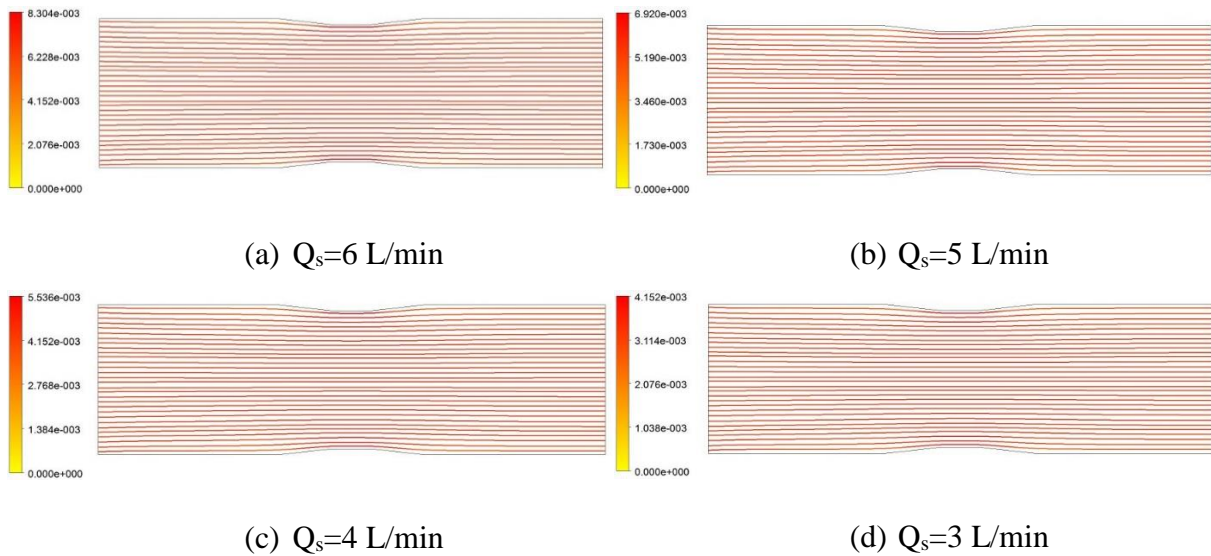 8.304e-003
6.228e-003
4.152e-003
2.076e-003
0.000e+000
(a) Qₛ=6 L/min
6.920e-003
5.190e-003
3.460e-003
1.730e-003
0.000e+000
(b) Qₛ=5 L/min
5.536e-003
4.152e-003
2.768e-003
1.384e-003
0.000e+000
(c) Qₛ=4 L/min
4.152e-003
3.114e-003
2.076e-003
1.038e-003
0.000e+000
(d) Qₛ=3 L/min